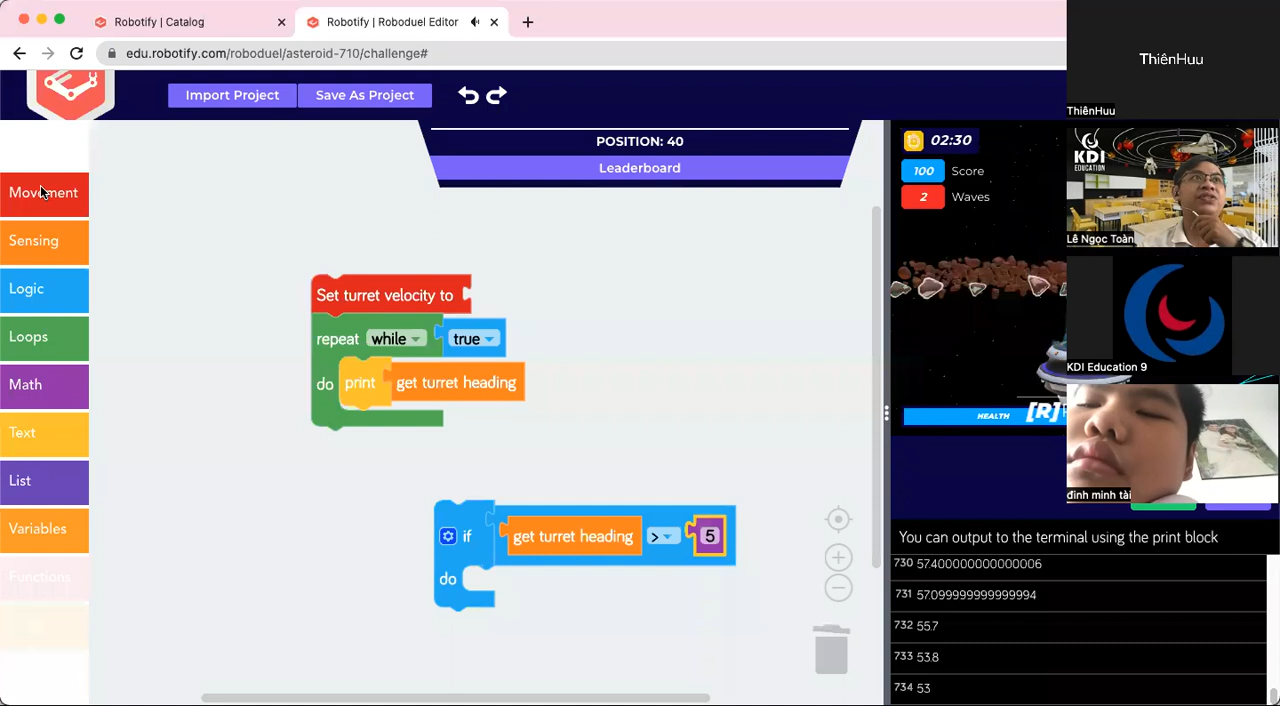 Robotify | Catalog
Robotify | Roboduel Editor
edu.robotify.com/roboduel/asteroid-710/challenge#
Import Project
Save As Project
POSITION: 40
Leaderboard
Movement
Sensing
Logic
Loops
Math
Text
List
Variables
Functions
Set turret velocity to
repeat while true
do print get turret heading
if get turret heading > 5
do
02:30
100 Score
2 Waves
HEALTH
[R]
You can output to the terminal using the print block
730 57.400000000000006
731 57.099999999999994
732 55.7
733 53.8
734 53
ThiênHuu
ThiênHuu
KDI
EDUCATION
Lê Ngọc Toàn
KDI Education 9
đinh minh tài